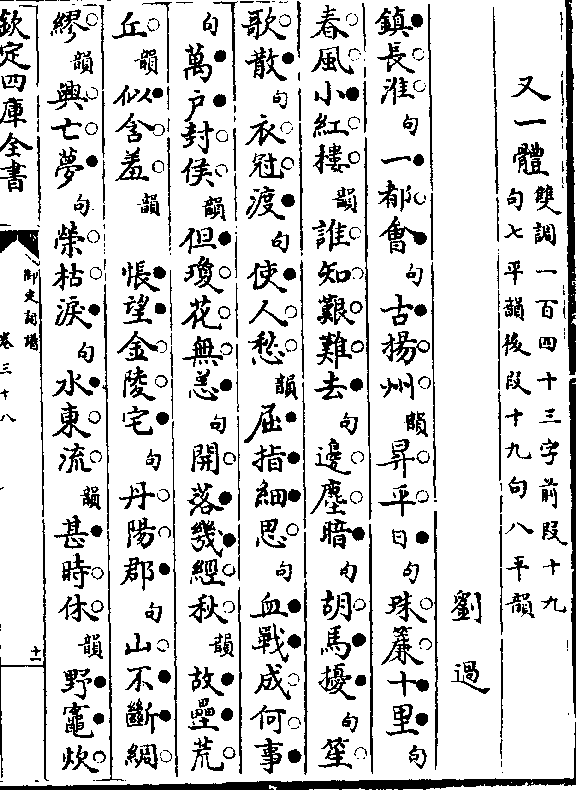 又一體 雙調一百四十三字前段十九
句七平韻後段十九句八平韻
劉過
鎮長淮句一都會句古揚州韻昇平日句珠簾十里句
春風小紅樓韻誰知艱難去句邊塵暗句胡馬擾句笙
歌散句衣冠渡句使人愁韻屈指細思句血戰成何事
句萬户封侯韻但瓊花無恙句開落幾經秋韻故壘荒
丘韻似含羞韻 悵望金陵宅句丹陽郡句山不斷綢
繆韻興亡夢句榮枯淚句水東流韻甚時休韻野竈炊
欽定四庫全書
御定詞譜
卷三十八